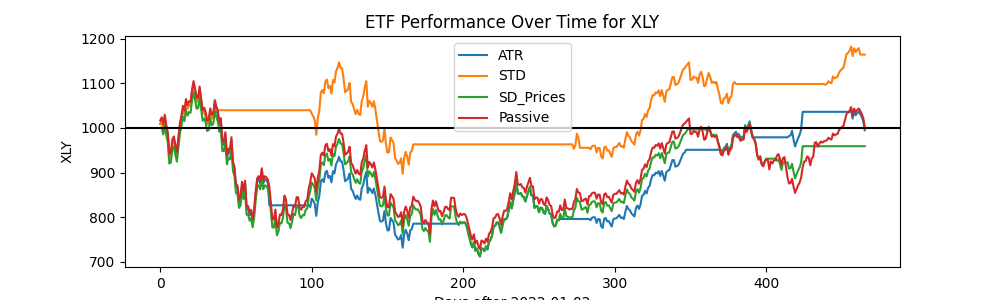 ETF Performance Over Time for XLY
1200
1100
1000
900
800
700
XLY
ATR
STD
SD_Prices
Passive
0
100
200
300
400
Days after